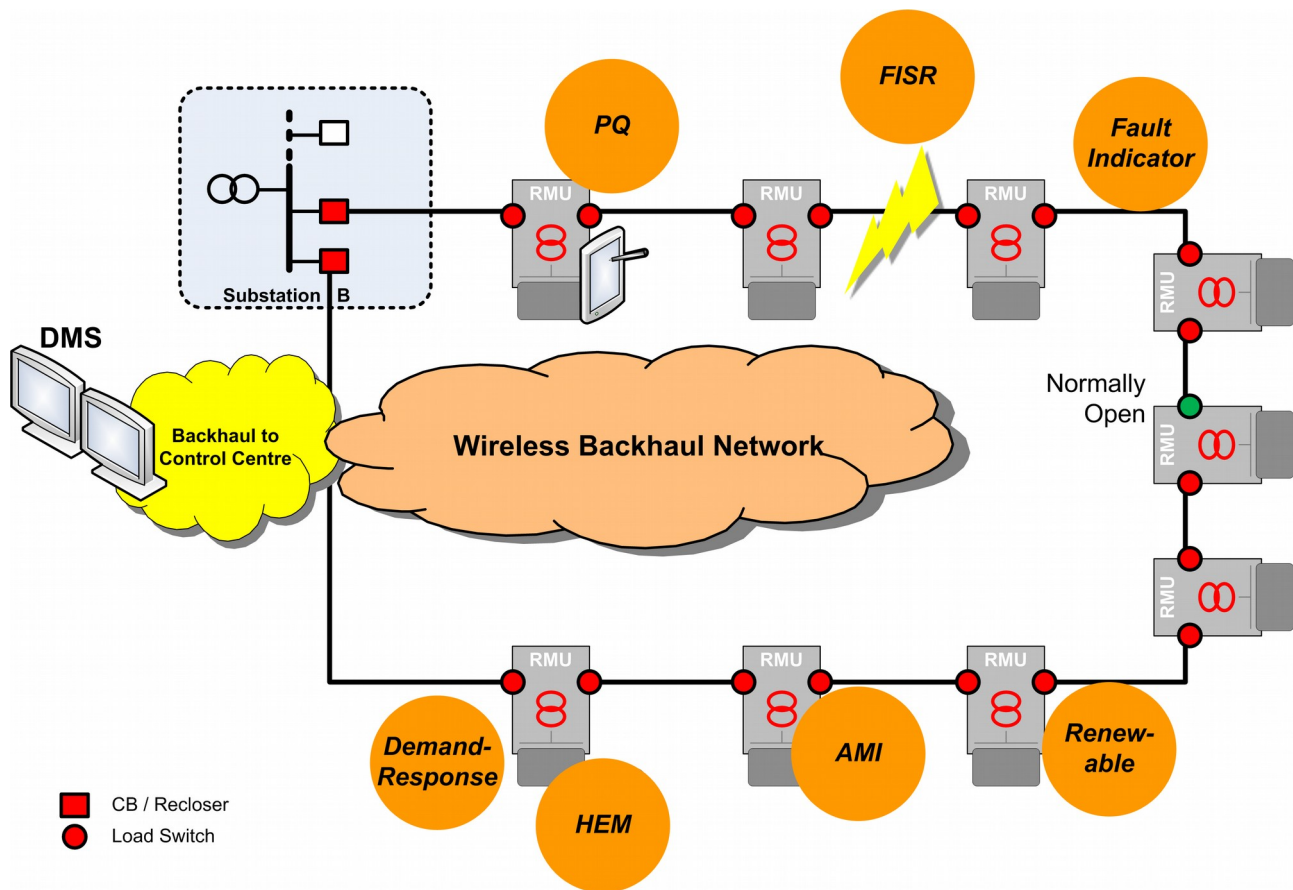 FISR
PQ
Fault
Indicator
RMU
RMU
RMU
Substation B
RMU
DMS
Normally
Open
Backhaul to
Control Centre
Wireless Backhaul Network
RMU
RMU
RMU
RMU
RMU
Demand-
Response
AMI
Renew-
able
HEM
CB / Recloser
Load Switch